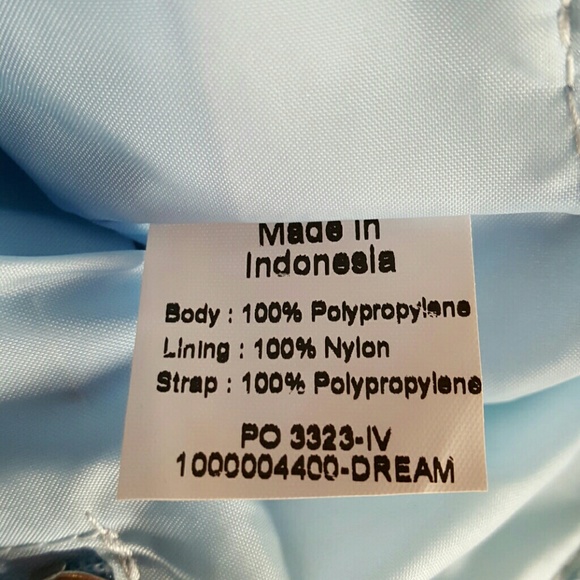 Made in
Indonesia
Body : 100% Polypropylene
Lining : 100% Nylon
Strap : 100% Polypropylene
PO 3323-IV
1000004400-DREAM